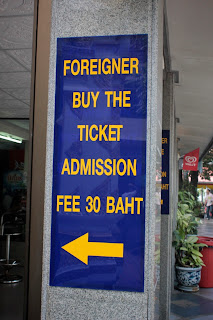 FOREIGNER
BUY THE
TICKET
ADMISSION
FEE 30 BAHT